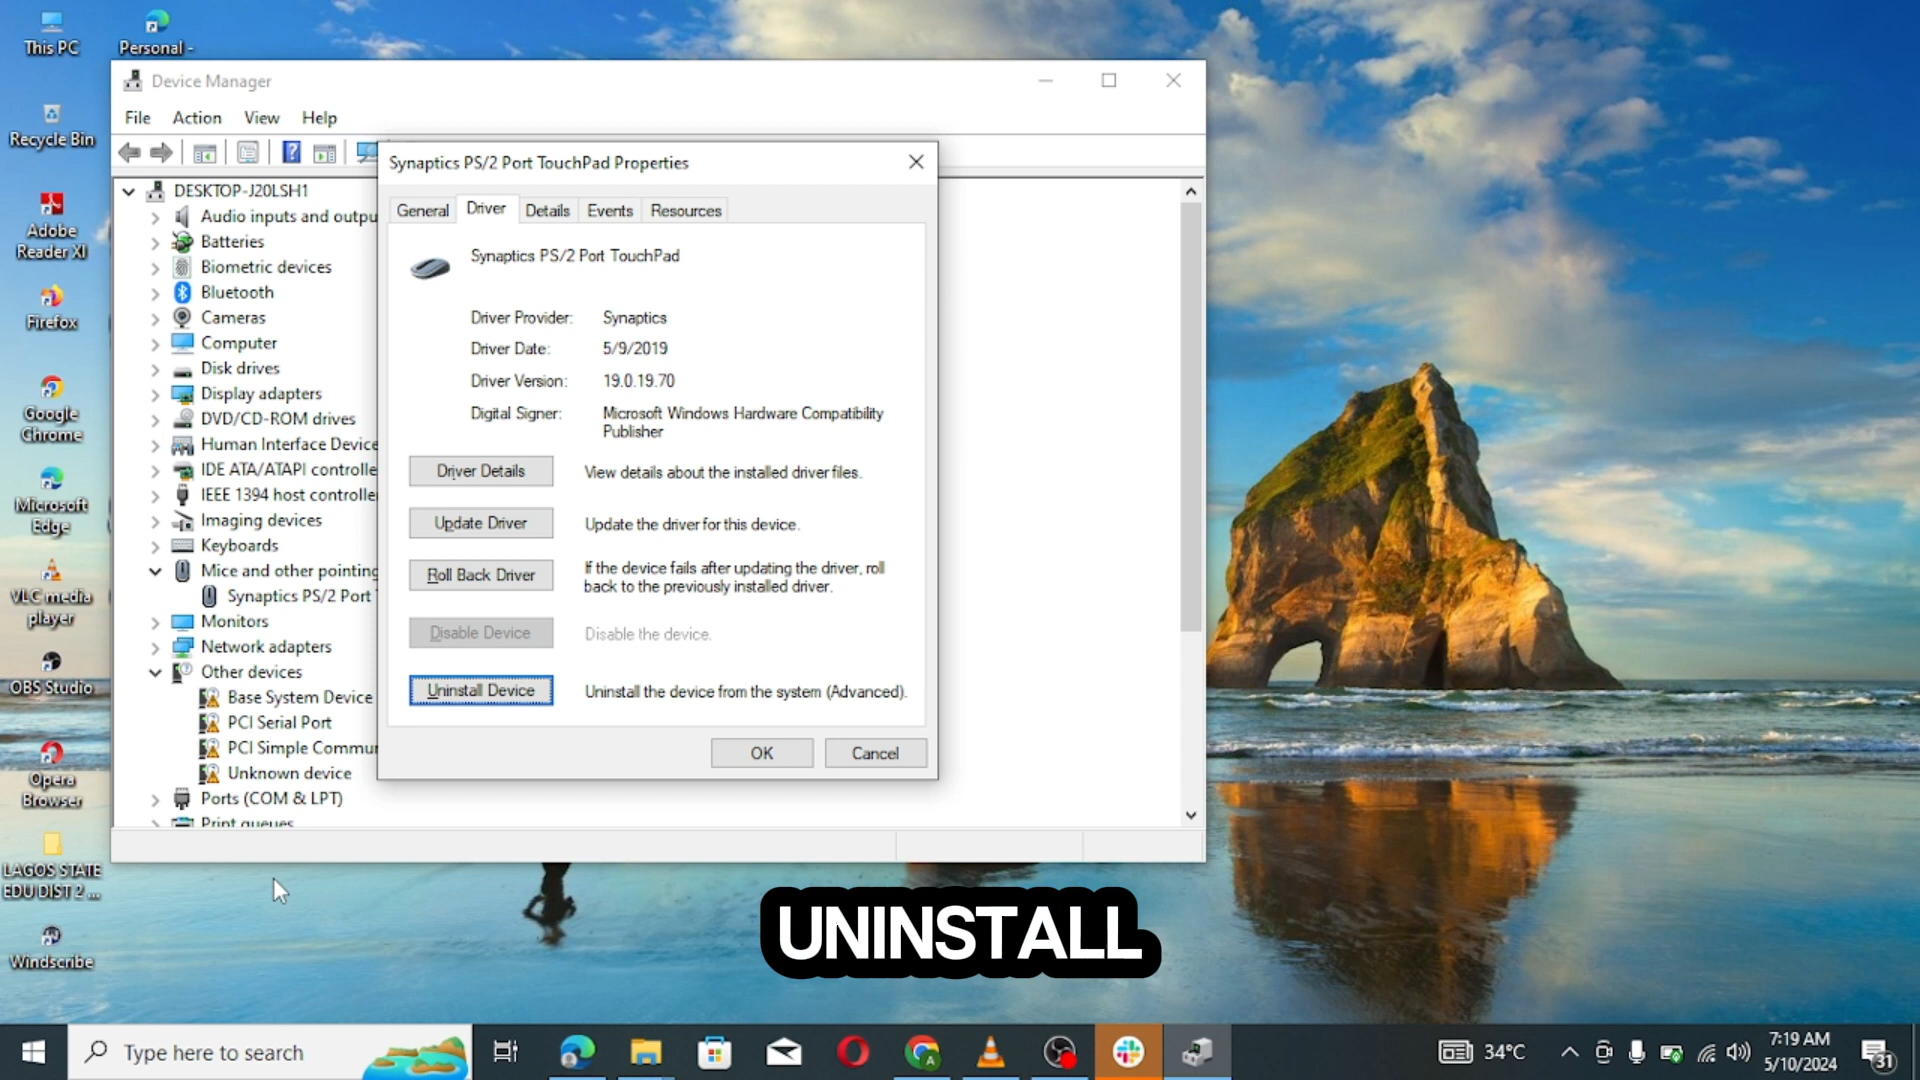 This PC
Personal -
Recycle Bin
Adobe
Reader XI
Firefox
Google
Chrome
Microsoft
Edge
VLC media
player
OBS Studio
Opera
Browser
LAGOS STATE
EDU DIST 2 ...
Windscribe
Device Manager
File Action View Help
DESKTOP-J20LSH1
Audio inputs and outpu
Batteries
Biometric devices
Bluetooth
Cameras
Computer
Disk drives
Display adapters
DVD/CD-ROM drives
Human Interface Device
IDE ATA/ATAPI controlle
IEEE 1394 host controller
Imaging devices
Keyboards
Mice and other pointing
Synaptics PS/2 Port
Monitors
Network adapters
Other devices
Base System Device
PCI Serial Port
PCI Simple Commu
Unknown device
Ports (COM & LPT)
Print queues
Synaptics PS/2 Port TouchPad Properties
General Driver Details Events Resources
Synaptics PS/2 Port TouchPad
Driver Provider: Synaptics
Driver Date: 5/9/2019
Driver Version: 19.0.19.70
Digital Signer: Microsoft Windows Hardware Compatibility
Publisher
Driver Details View details about the installed driver files.
Update Driver Update the driver for this device.
Roll Back Driver If the device fails after updating the driver, roll
back to the previously installed driver.
Disable Device Disable the device.
Uninstall Device Uninstall the device from the system (Advanced).
OK Cancel
UNINSTALL
Type here to search
A
34°C
7:19 AM
5/10/2024
31